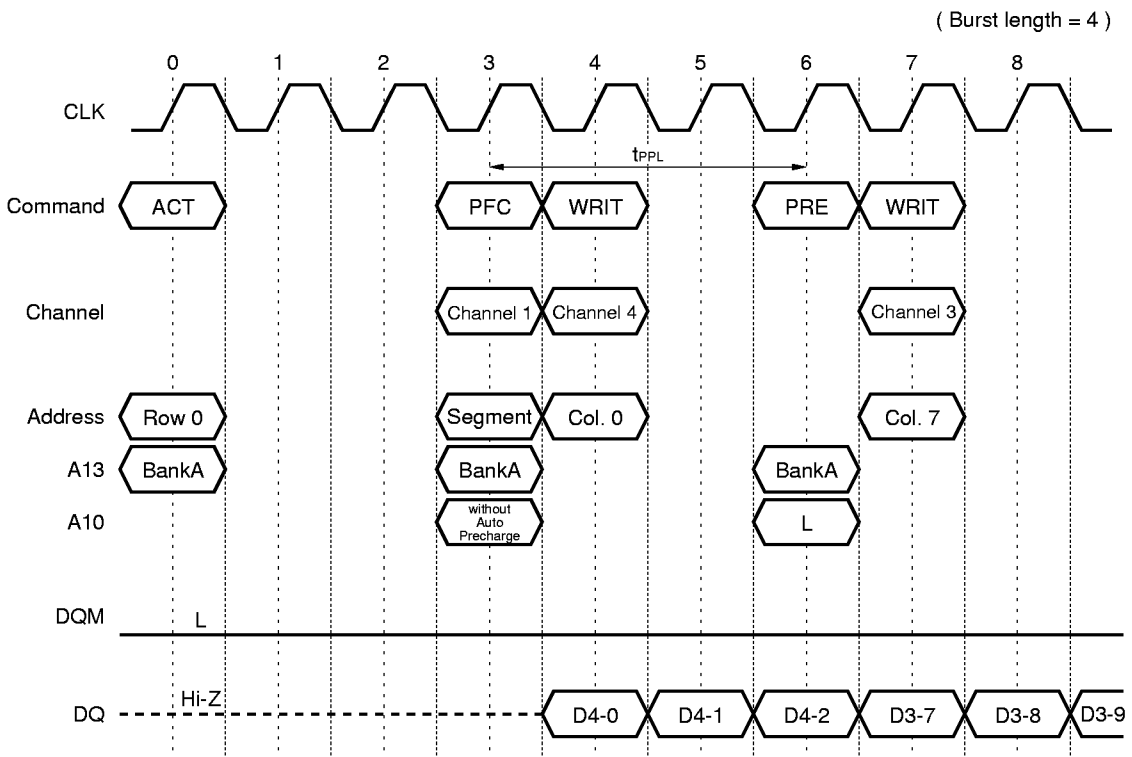 ( Burst length = 4 )
0 1 2 3 4 5 6 7 8
CLK
tPPL
Command ACT PFC WRIT PRE WRIT
Channel Channel 1 Channel 4 Channel 3
Address Row 0 Segment Col. 0 Col. 7
A13 BankA BankA BankA
A10 without Auto Precharge L
DQM L
Hi-Z
DQ D4-0 D4-1 D4-2 D3-7 D3-8 D3-9